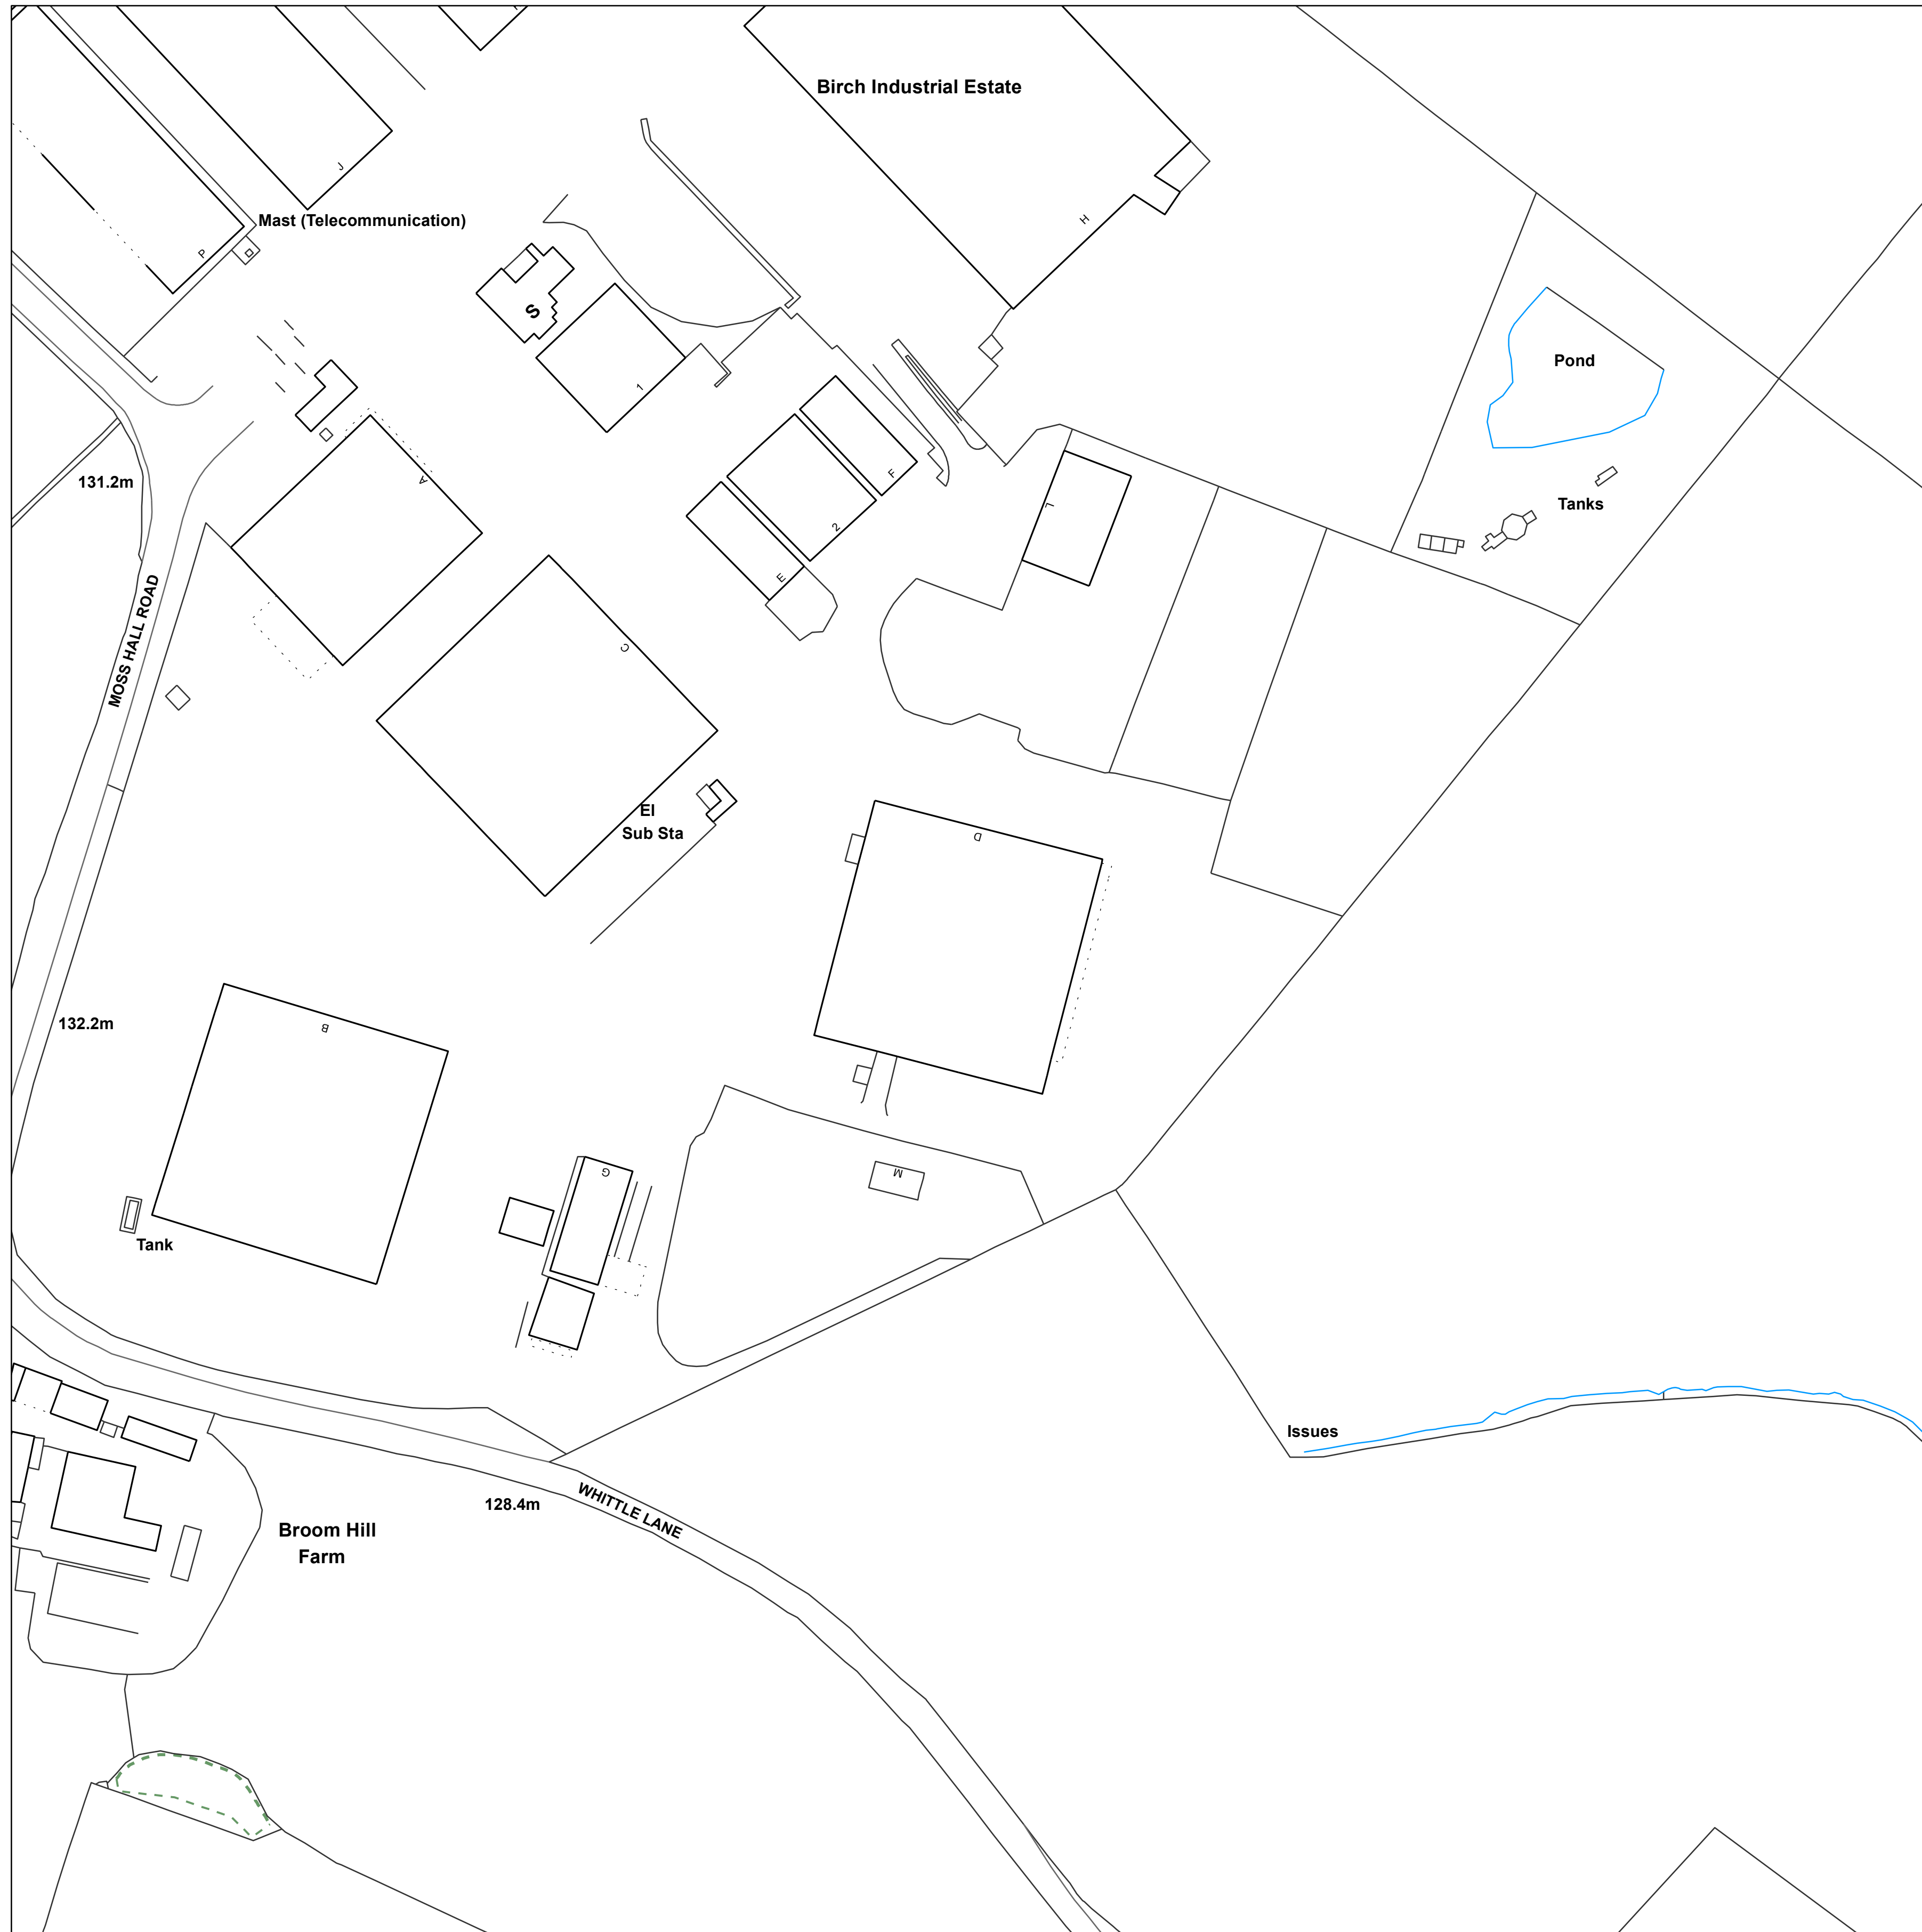 Birch Industrial Estate
J
Mast (Telecommunication)
H
P
S
Pond
1
131.2m
A
F
L
Tanks
2
E
MOSS HALL ROAD
C
El
Sub Sta
D
132.2m
B
M
G
Tank
Issues
128.4m
WHITTLE LANE
Broom Hill
Farm